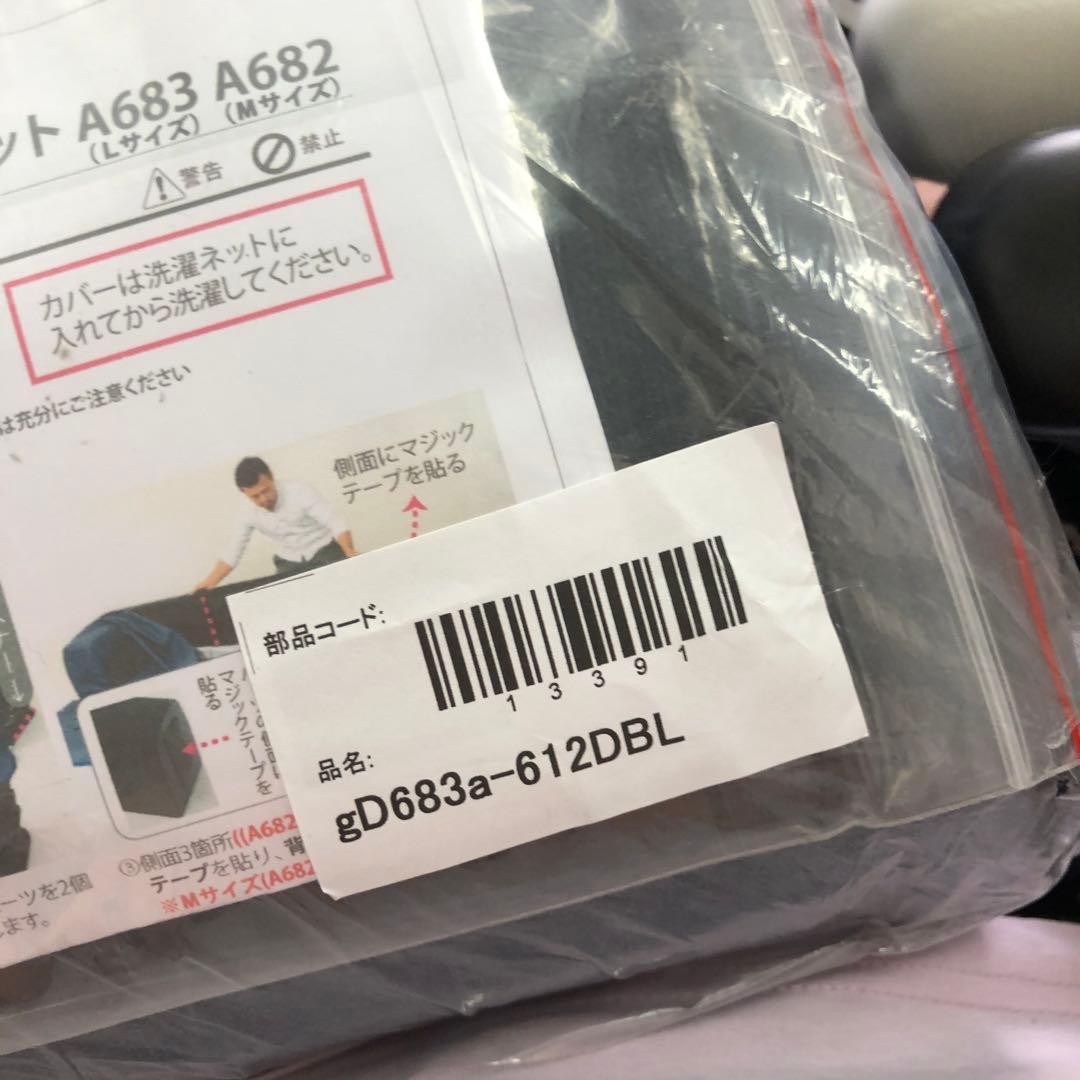 ット A683 A682
(Lサイズ) (Mサイズ)
警告 禁止
カバーは洗濯ネットに
入れてから洗濯してください。
は充分にご注意ください
側面にマジック
テープを貼る
マジックテープを
貼る
部品コード:
13391
品名:
gD683a-612DBL
③側面3箇所((A682
テープを貼り、背
※Mサイズ(A682
ーツを2個
します。